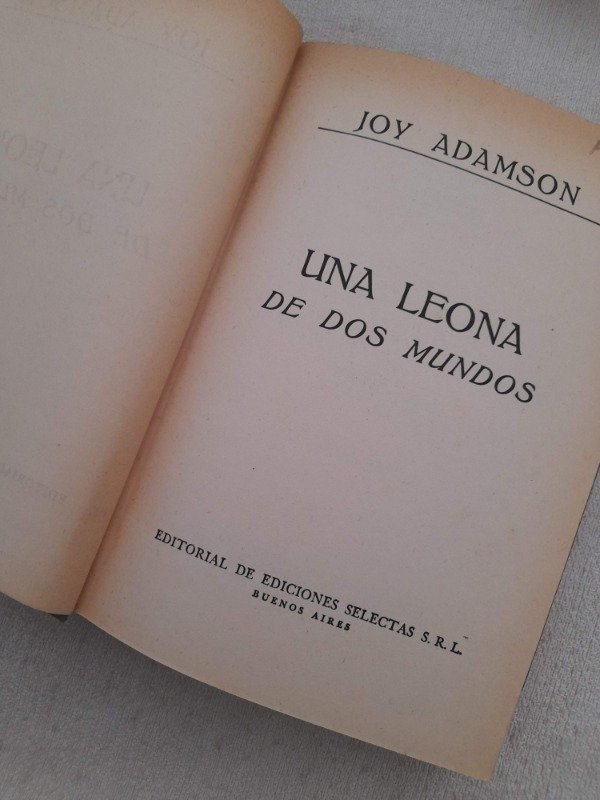 JOY ADAMSON
UNA LEONA
DE DOS MUNDOS
EDITORIAL DE EDICIONES SELECTAS S. R. L.
BUENOS AIRES